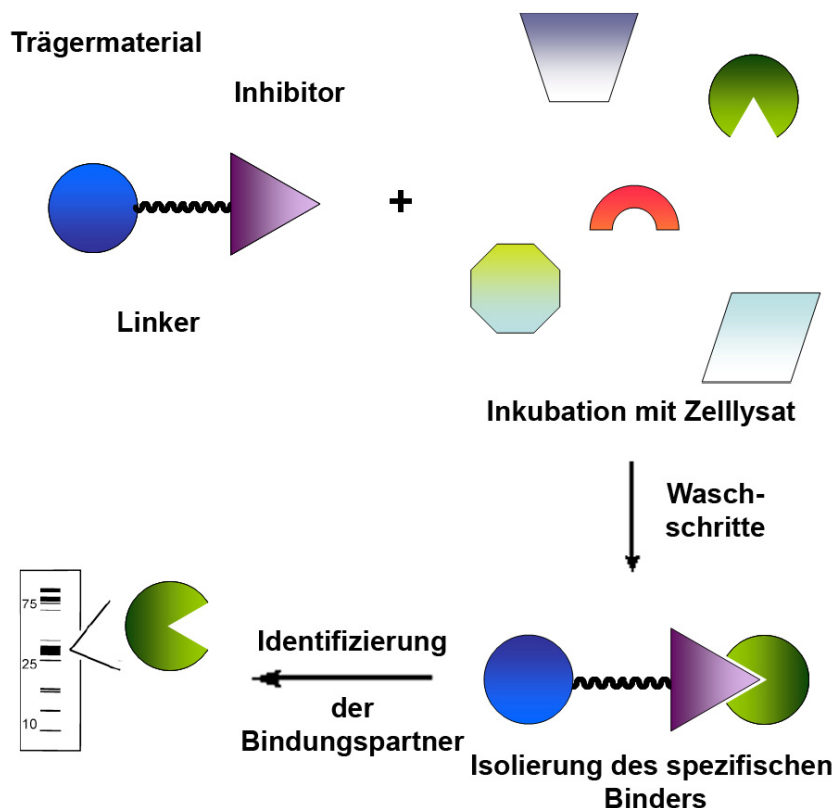 Trägermaterial
Inhibitor
+
Linker
Inkubation mit Zelllysat
Wasch-
schritte
75
25
10
Identifizierung
der
Bindungspartner
Isolierung des spezifischen
Binders